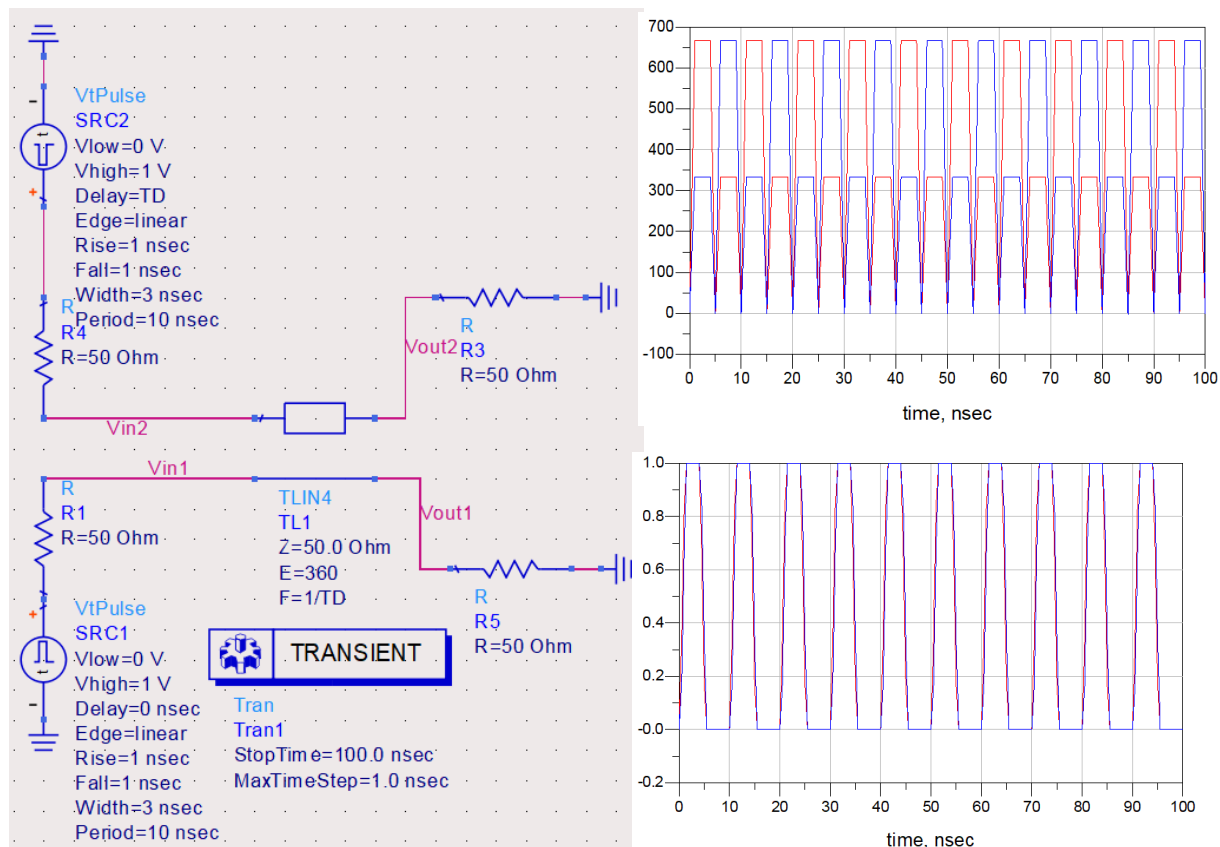 VtPulse
SRC2
Vlow=0 V
Vhigh=1 V
Delay=TD
Edge=linear
Rise=1 nsec
Fall=1 nsec
Width=3 nsec
Period=10 nsec
R
R4
R=50 Ohm
R
R3
R=50 Ohm
Vout2
Vin2
Vin1
R
R1
R=50 Ohm
TLIN4
TL1
Z=50.0 Ohm
E=360
F=1/TD
Vout1
R
R5
R=50 Ohm
VtPulse
SRC1
Vlow=0 V
Vhigh=1 V
Delay=0 nsec
Edge=linear
Rise=1 nsec
Fall=1 nsec
Width=3 nsec
Period=10 nsec
TRANSIENT
Tran
Tran1
StopTime=100.0 nsec
MaxTimeStep=1.0 nsec
700
600
500
400
300
200
100
0
-100
0 10 20 30 40 50 60 70 80 90 100
time, nsec
1.0
0.8
0.6
0.4
0.2
-0.0
-0.2
0 10 20 30 40 50 60 70 80 90 100
time, nsec